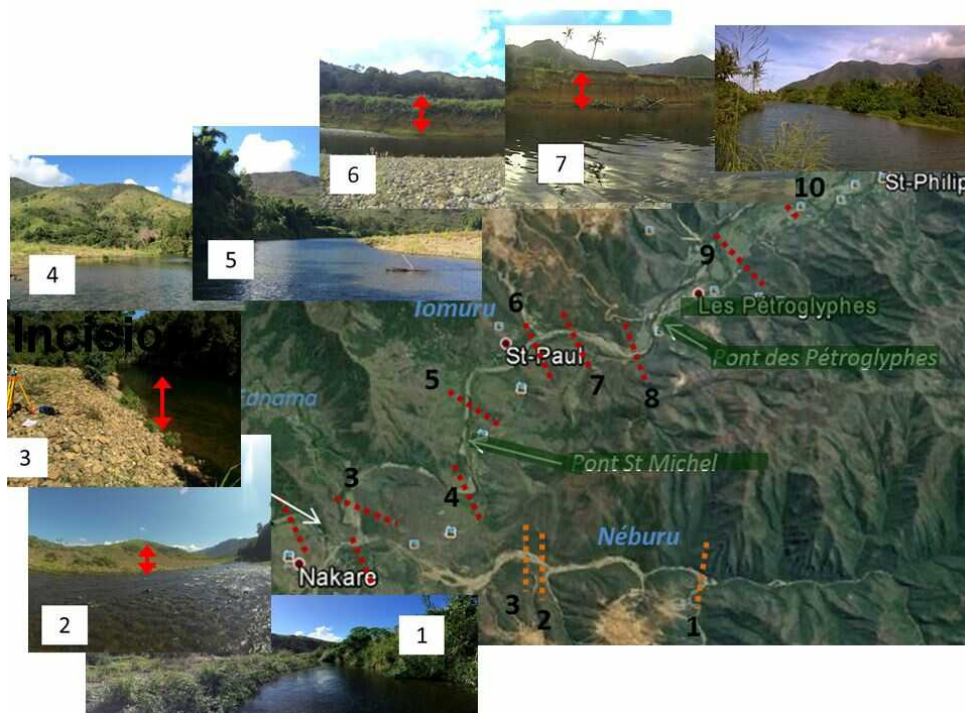 6
7
10
St-Philip
4
5
9
Les Pétroglyphes
Tomuru
6
St-Paul
Pont des Pétroglyphes
Incisio
5
7
8
3
3
4
Pont St Michel
Néburu
Nakare
2
1
3
2
1